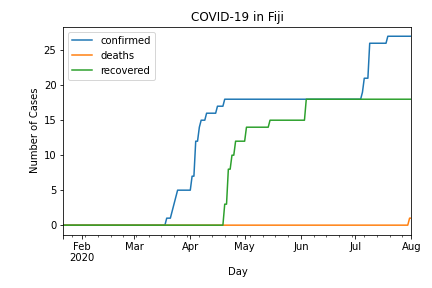 COVID-19 in Fiji
confirmed
deaths
recovered
Number of Cases
25
20
15
10
5
0
Feb Mar Apr May Jun Jul Aug
2020
Day